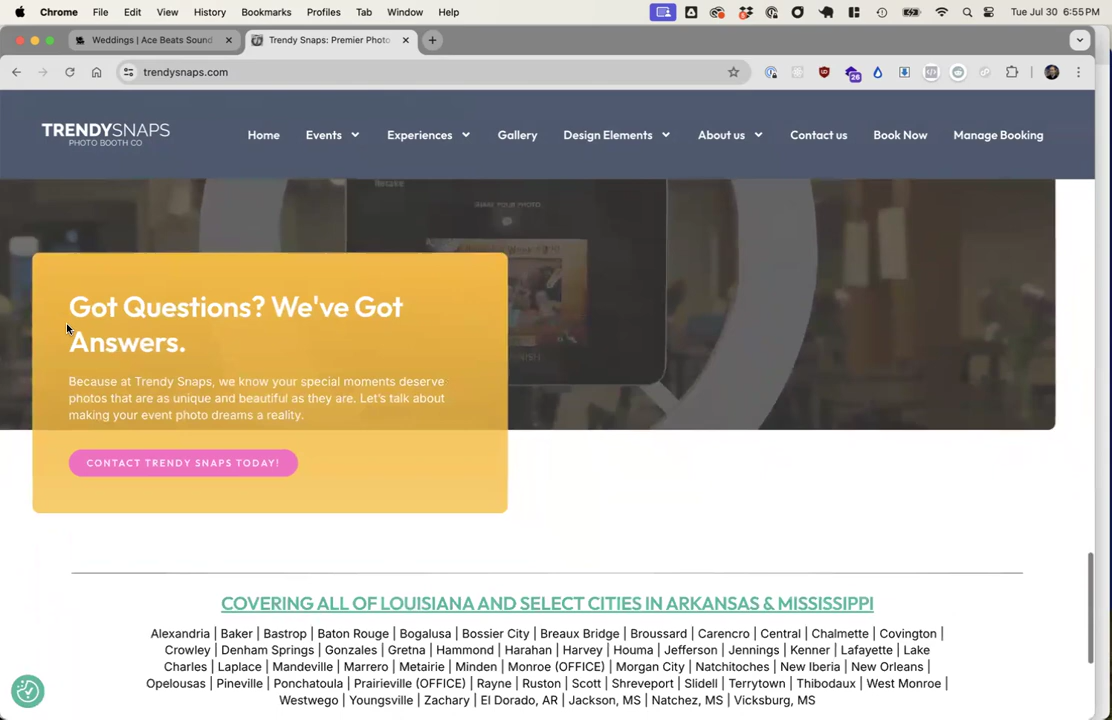 Chrome File Edit View History Bookmarks Profiles Tab Window Help Tue Jul 30 6:55 PM
Weddings | Ace Beats Sound Trendy Snaps: Premier Photo
trendysnaps.com
26
TRENDYSNAPS
PHOTO BOOTH CO
Home Events Experiences Gallery Design Elements About us Contact us Book Now Manage Booking
Got Questions? We've Got
Answers.
Because at Trendy Snaps, we know your special moments deserve
photos that are as unique and beautiful as they are. Let's talk about
making your event photo dreams a reality.
CONTACT TRENDY SNAPS TODAY!
COVERING ALL OF LOUISIANA AND SELECT CITIES IN ARKANSAS & MISSISSIPPI
Alexandria | Baker | Bastrop | Baton Rouge | Bogalusa | Bossier City | Breaux Bridge | Broussard | Carencro | Central | Chalmette | Covington |
Crowley | Denham Springs | Gonzales | Gretna | Hammond | Harahan | Harvey | Houma | Jefferson | Jennings | Kenner | Lafayette | Lake
Charles | Laplace | Mandeville | Marrero | Metairie | Minden | Monroe (OFFICE) | Morgan City | Natchitoches | New Iberia | New Orleans |
Opelousas | Pineville | Ponchatoula | Prairieville (OFFICE) | Rayne | Ruston | Scott | Shreveport | Slidell | Terrytown | Thibodaux | West Monroe |
Westwego | Youngsville | Zachary | El Dorado, AR | Jackson, MS | Natchez, MS | Vicksburg, MS